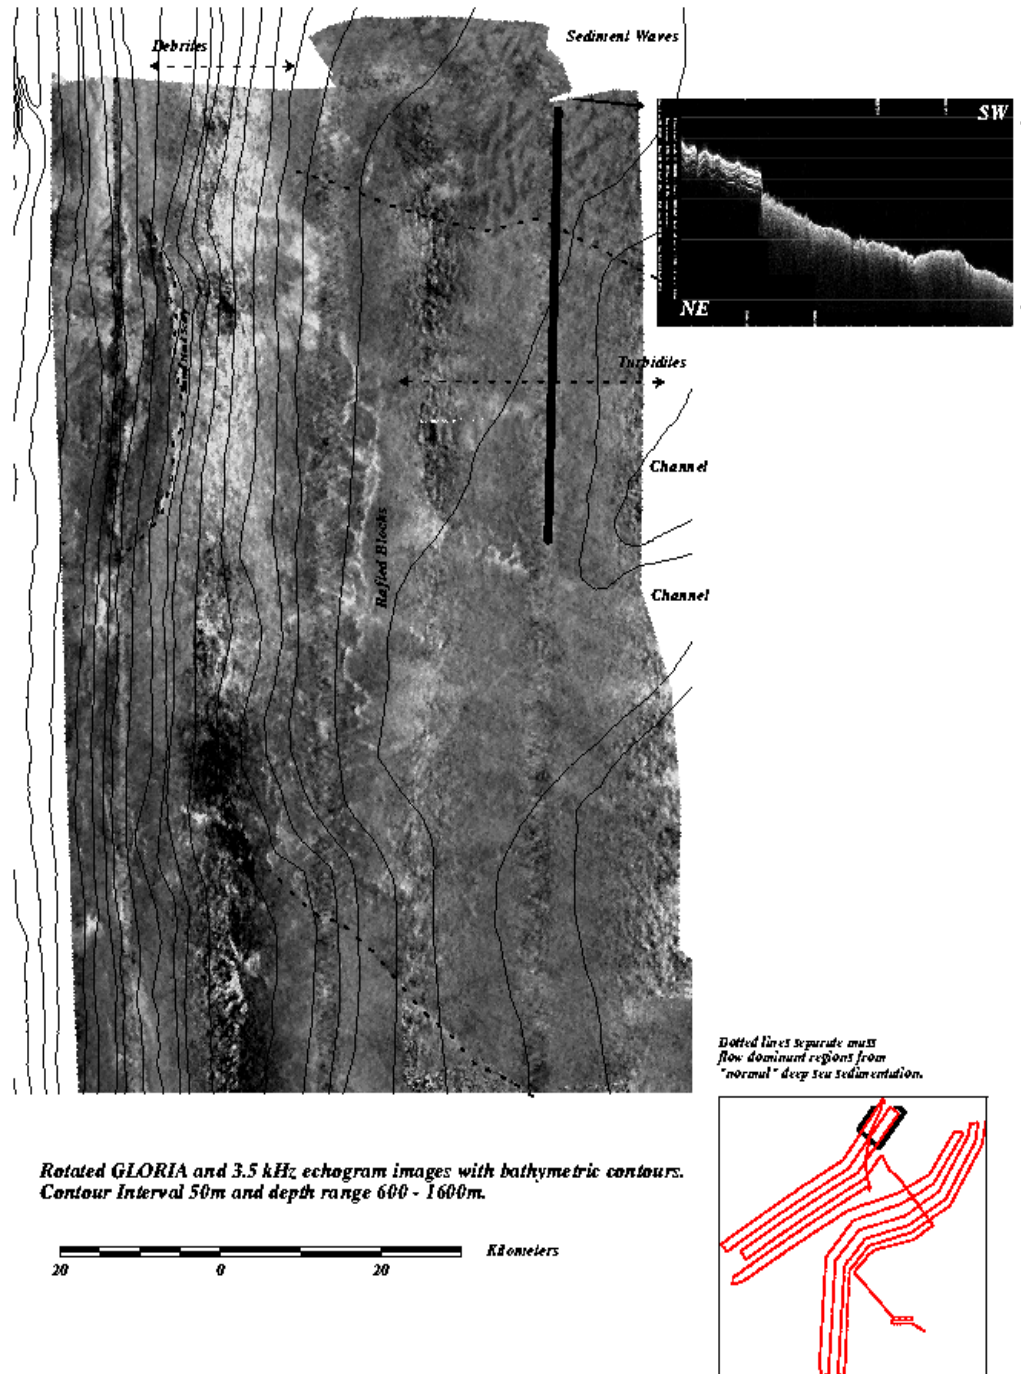 Debrites
Sediment Waves
SW
NE
Turbidites
Channel
Rafted Blocks
Channel
Dotted lines separate mass
flow dominant regions from
"normal" deep sea sedimentation.
Rotated GLORIA and 3.5 kHz echogram images with bathymetric contours.
Contour Interval 50m and depth range 600 - 1600m.
Kilometers
20 0 20